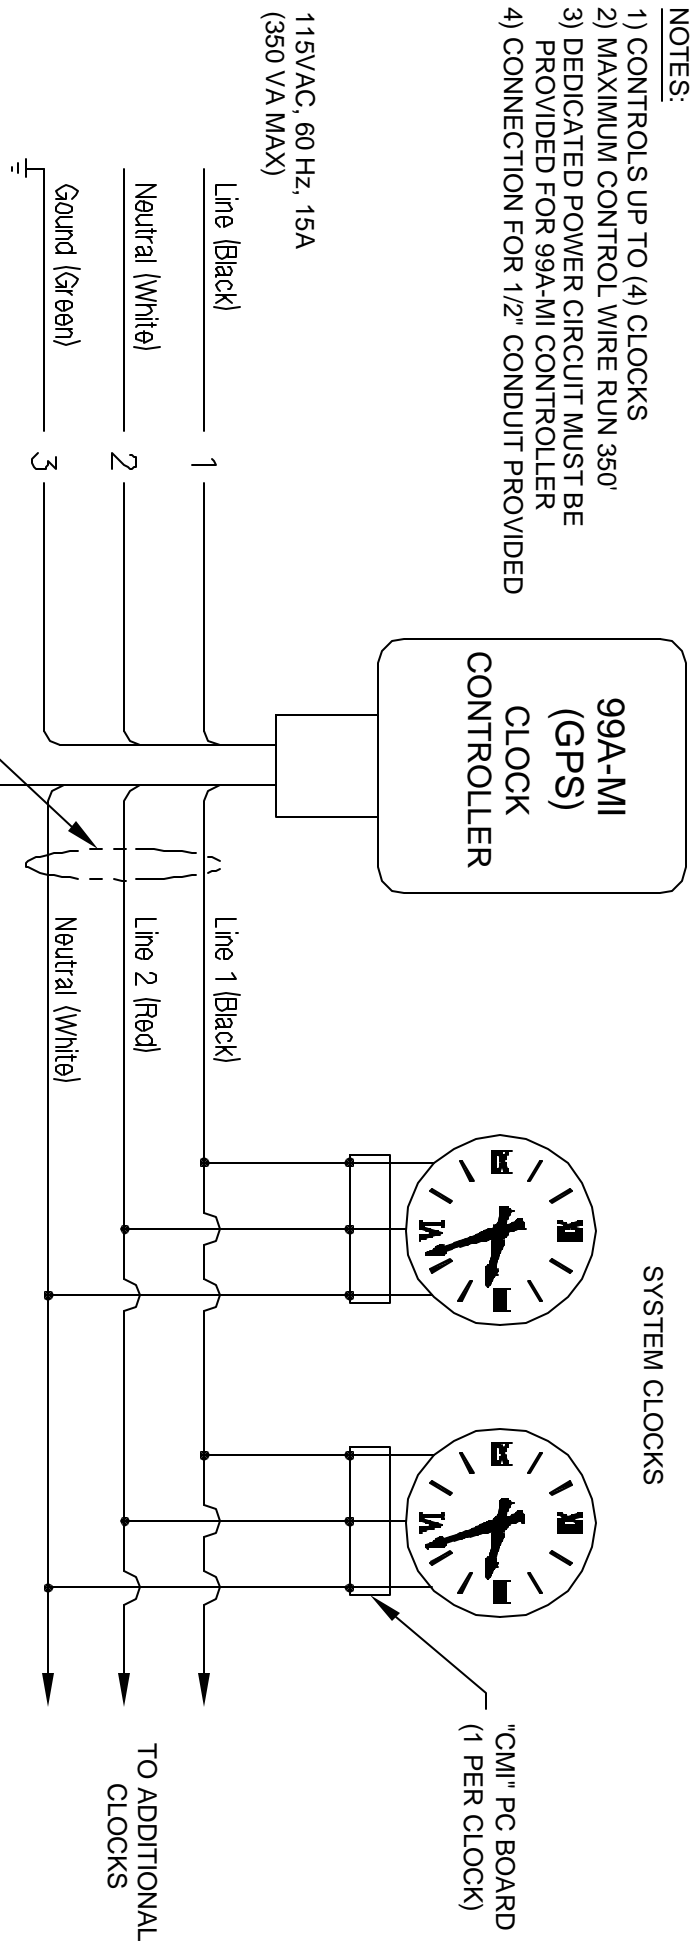 NOTES:
1) CONTROLS UP TO (4) CLOCKS
2) MAXIMUM CONTROL WIRE RUN 350'
3) DEDICATED POWER CIRCUIT MUST BE
PROVIDED FOR 99A-MI CONTROLLER
4) CONNECTION FOR 1/2" CONDUIT PROVIDED
99A-MI
(GPS)
CLOCK
CONTROLLER
SYSTEM CLOCKS
"CMI" PC BOARD
(1 PER CLOCK)
115VAC, 60 Hz, 15A
(350 VA MAX)
Line (Black)
1
Line 1 (Black)
Neutral (White)
2
Line 2 (Red)
Gound (Green)
3
Neutral (White)
TO ADDITIONAL
CLOCKS